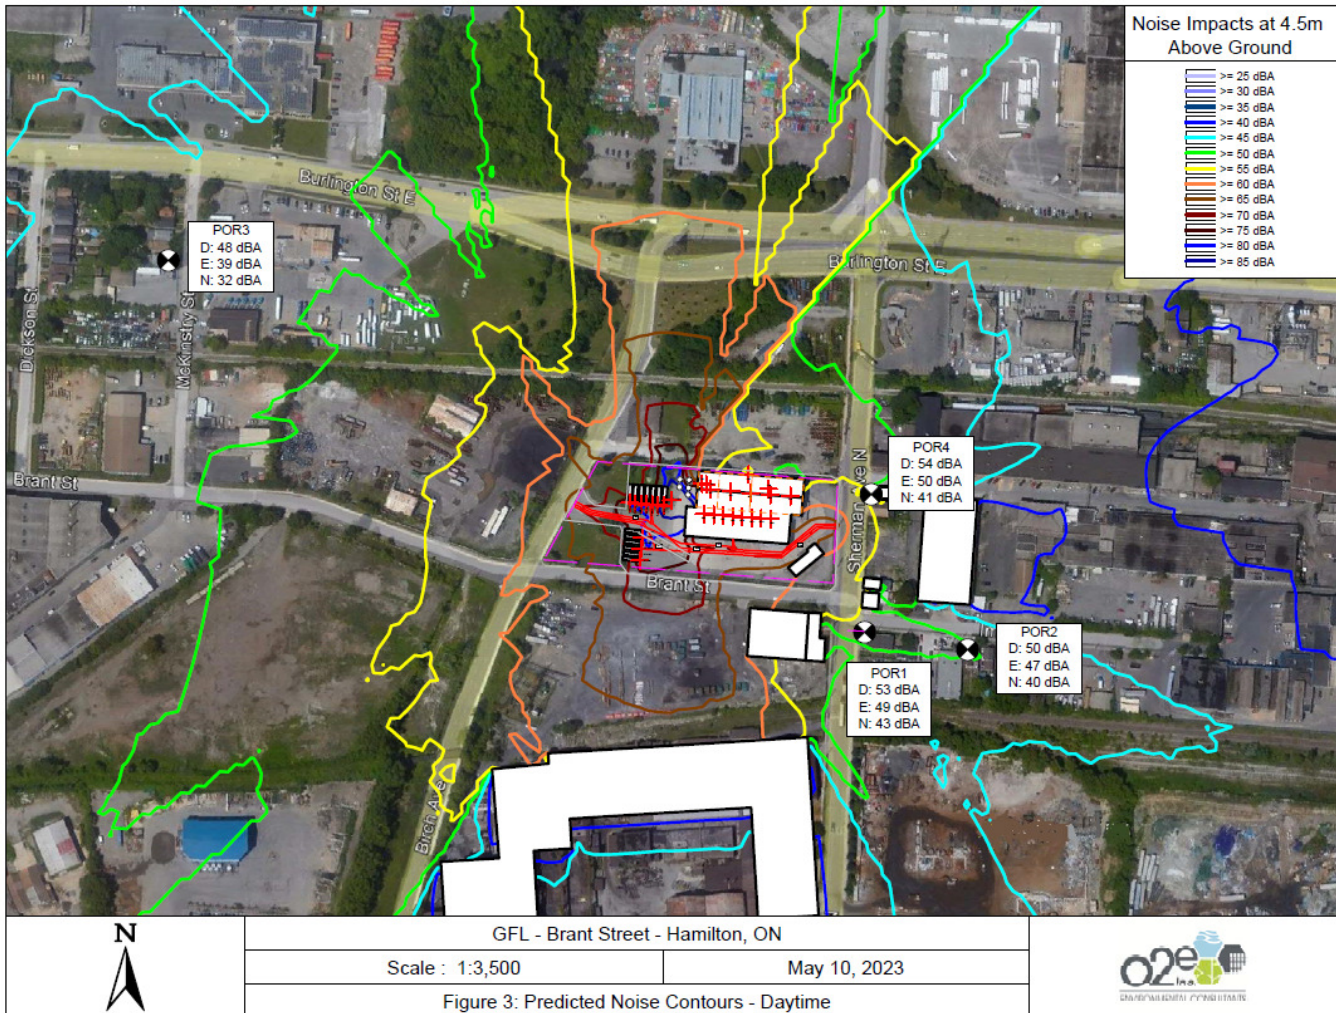 Noise Impacts at 4.5m
Above Ground
>= 25 dBA
>= 30 dBA
>= 35 dBA
>= 40 dBA
>= 45 dBA
>= 50 dBA
>= 55 dBA
>= 60 dBA
>= 65 dBA
>= 70 dBA
>= 75 dBA
>= 80 dBA
>= 85 dBA
Burlington St E
Burlington St E
POR3
D: 48 dBA
E: 39 dBA
N: 32 dBA
Dickson St
McKinstry St
Brant St
POR4
D: 54 dBA
E: 50 dBA
N: 41 dBA
Sherman Ave N
Brant St
POR2
D: 50 dBA
E: 47 dBA
N: 40 dBA
POR1
D: 53 dBA
E: 49 dBA
N: 43 dBA
Birch Ave
N
GFL - Brant Street - Hamilton, ON
Scale : 1:3,500
May 10, 2023
Figure 3: Predicted Noise Contours - Daytime
O2e
Inc.
ENVIRONMENTAL CONSULTANTS